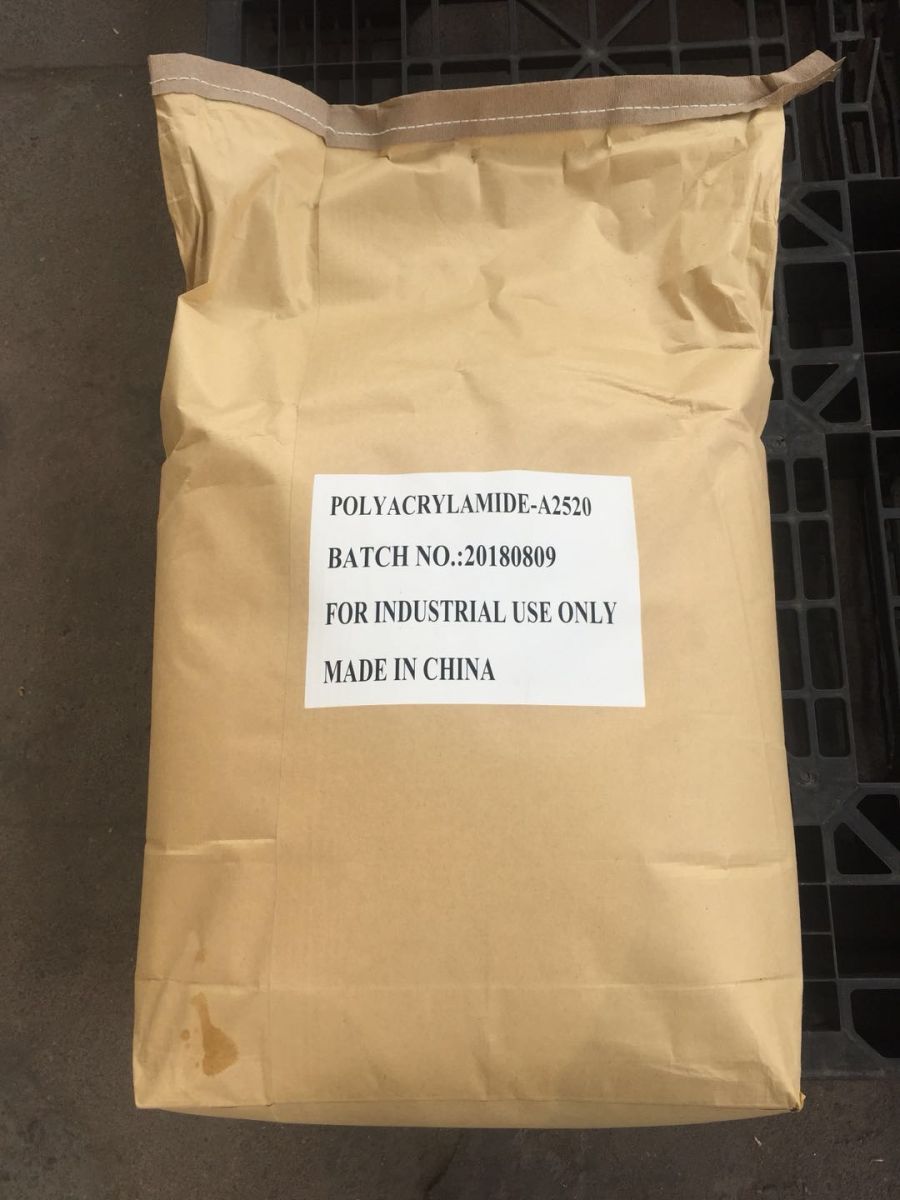 POLYACRYLAMIDE-A2520
BATCH NO.:20180809
FOR INDUSTRIAL USE ONLY
MADE IN CHINA